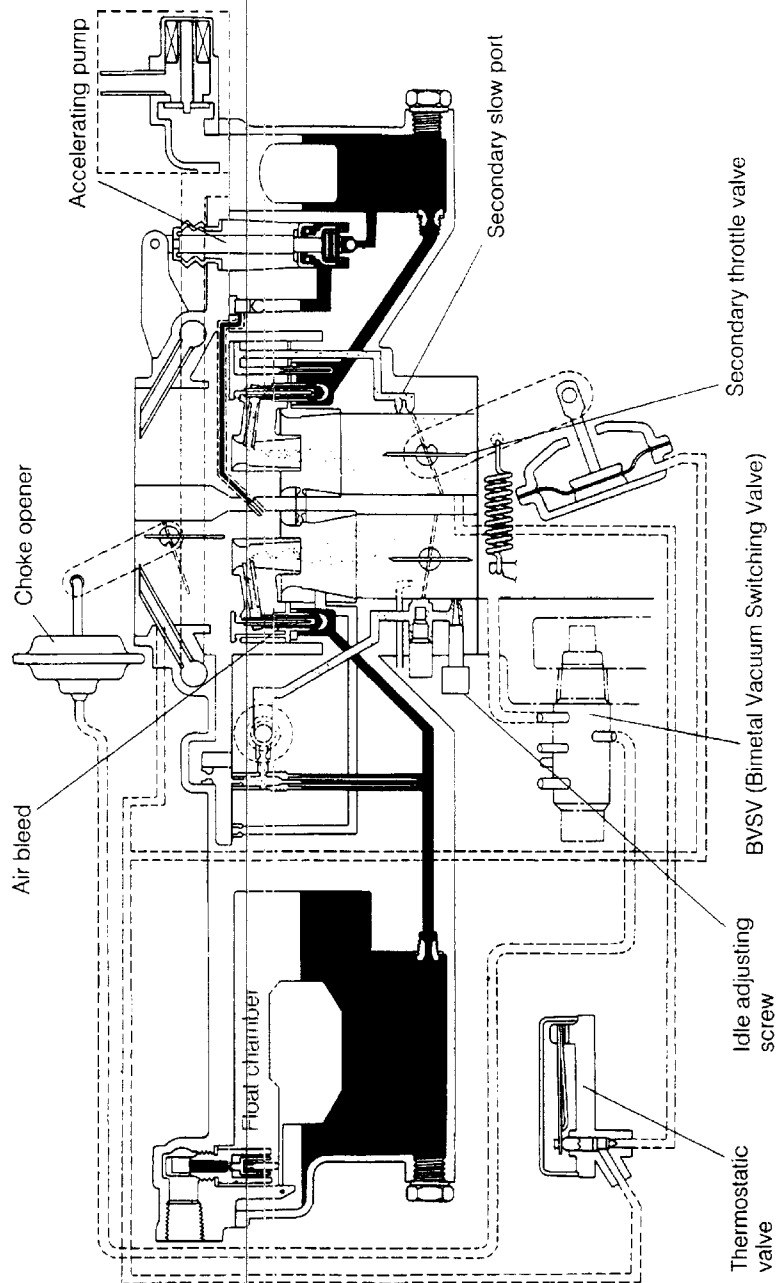 Accelerating pump
Choke opener
Air bleed
Float chamber
Secondary slow port
Secondary throttle valve
BVSV (Bimetal Vacuum Switching Valve)
Idle adjusting
screw
Thermostatic
valve